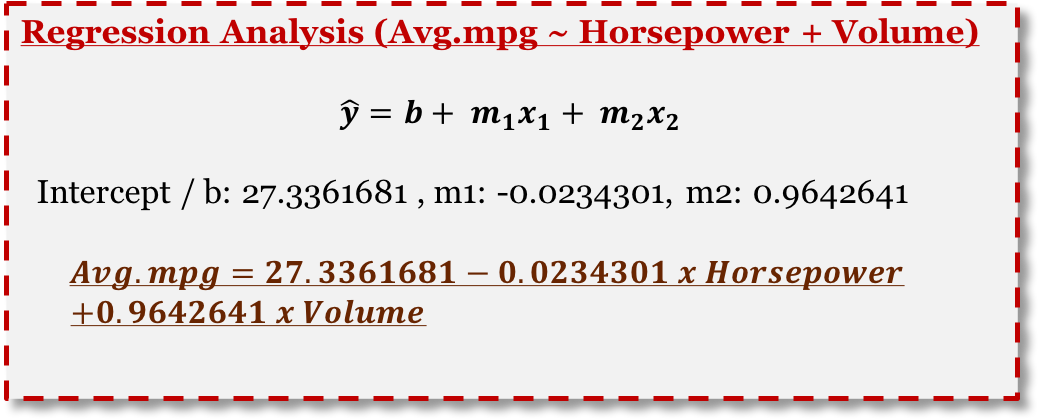 Regression Analysis (Avg.mpg ~ Horsepower + Volume)
ŷ = b + m₁x₁ + m₂x₂
Intercept / b: 27.3361681 , m1: -0.0234301, m2: 0.9642641
Avg.mpg = 27.3361681 − 0.0234301 x Horsepower
+0.9642641 x Volume